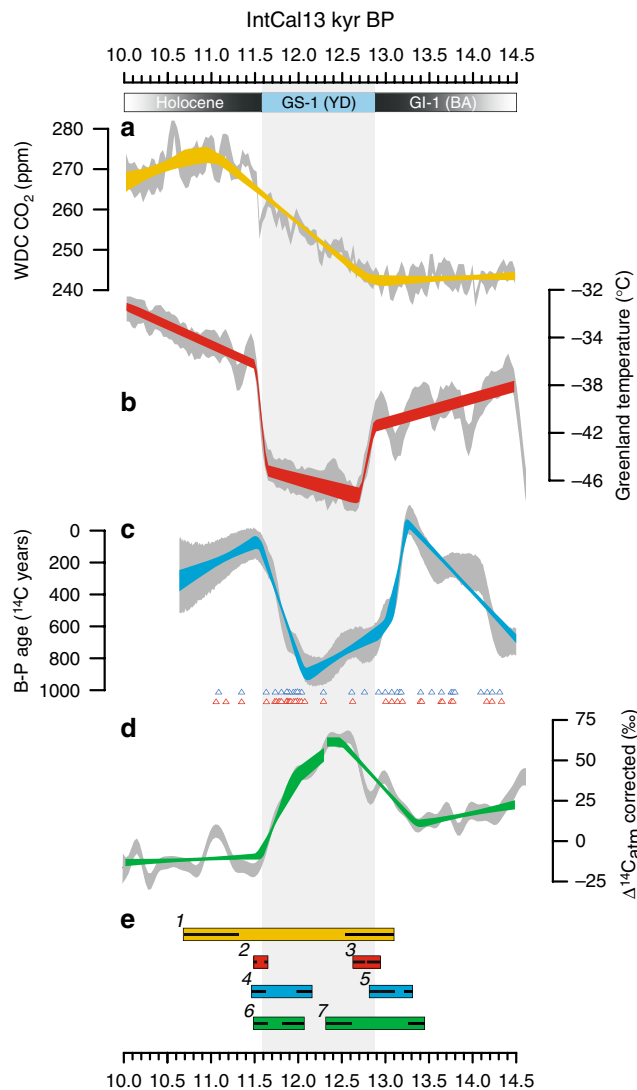 IntCal13 kyr BP
10.0 10.5 11.0 11.5 12.0 12.5 13.0 13.5 14.0 14.5
Holocene GS-1 (YD) GI-1 (BA)
a
280
270
260
250
240
WDC CO₂ (ppm)
−32
−34
−38
−42
−46
Greenland temperature (°C)
b
c
0
200
400
600
800
1000
B-P age (¹⁴C years)
d
75
50
25
0
−25
Δ¹⁴Catm corrected (‰)
e
1
2 3
4 5
6 7
10.0 10.5 11.0 11.5 12.0 12.5 13.0 13.5 14.0 14.5